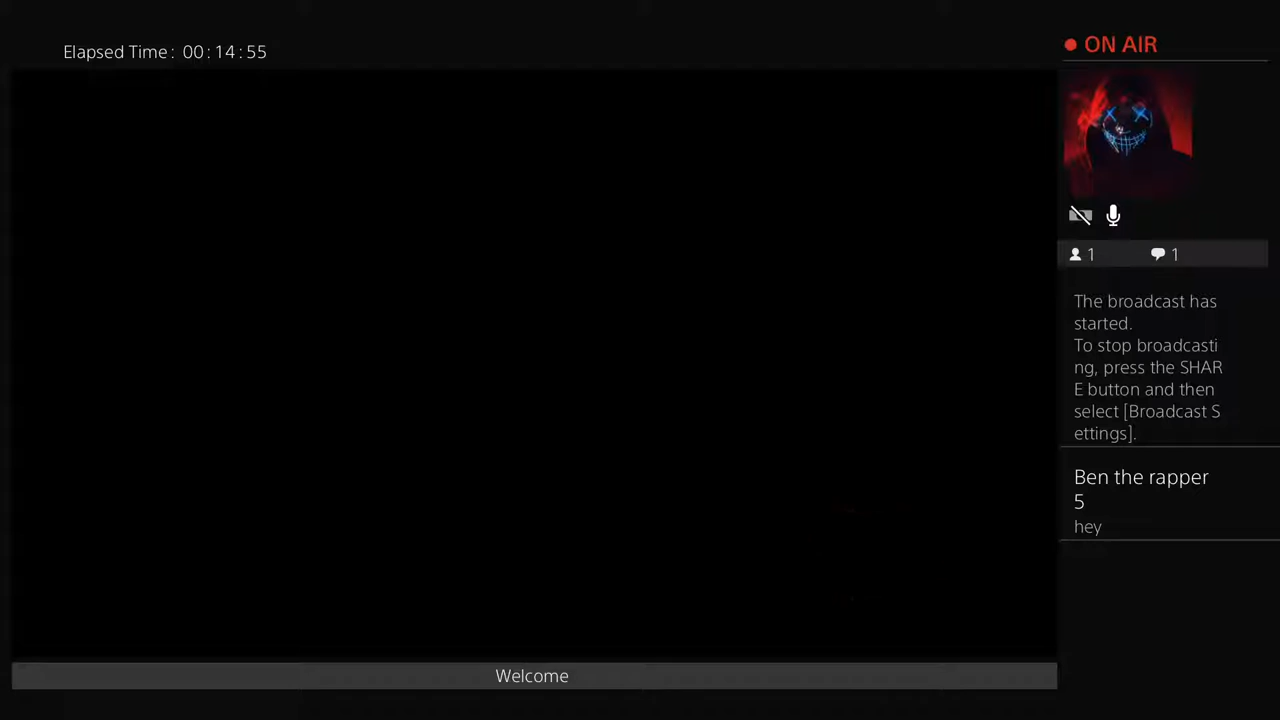 Elapsed Time: 00:14:55
ON AIR
1 1
The broadcast has
started.
To stop broadcasti
ng, press the SHAR
E button and then
select [Broadcast S
ettings].
Ben the rapper
5
hey
Welcome